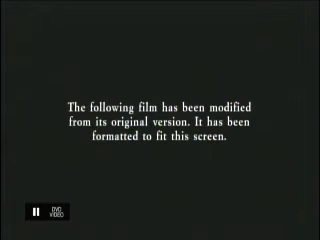 The following film has been modified
from its original version. It has been
formatted to fit this screen.
DVD
VIDEO